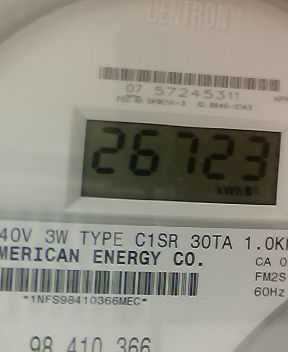 CENTRON®
07 57245311
26723
kWh
40V 3W TYPE C1SR 30TA 1.0K
MERICAN ENERGY CO.
CA 0
FM2S
60Hz
*1NFS98410366MEC*
98 410 366